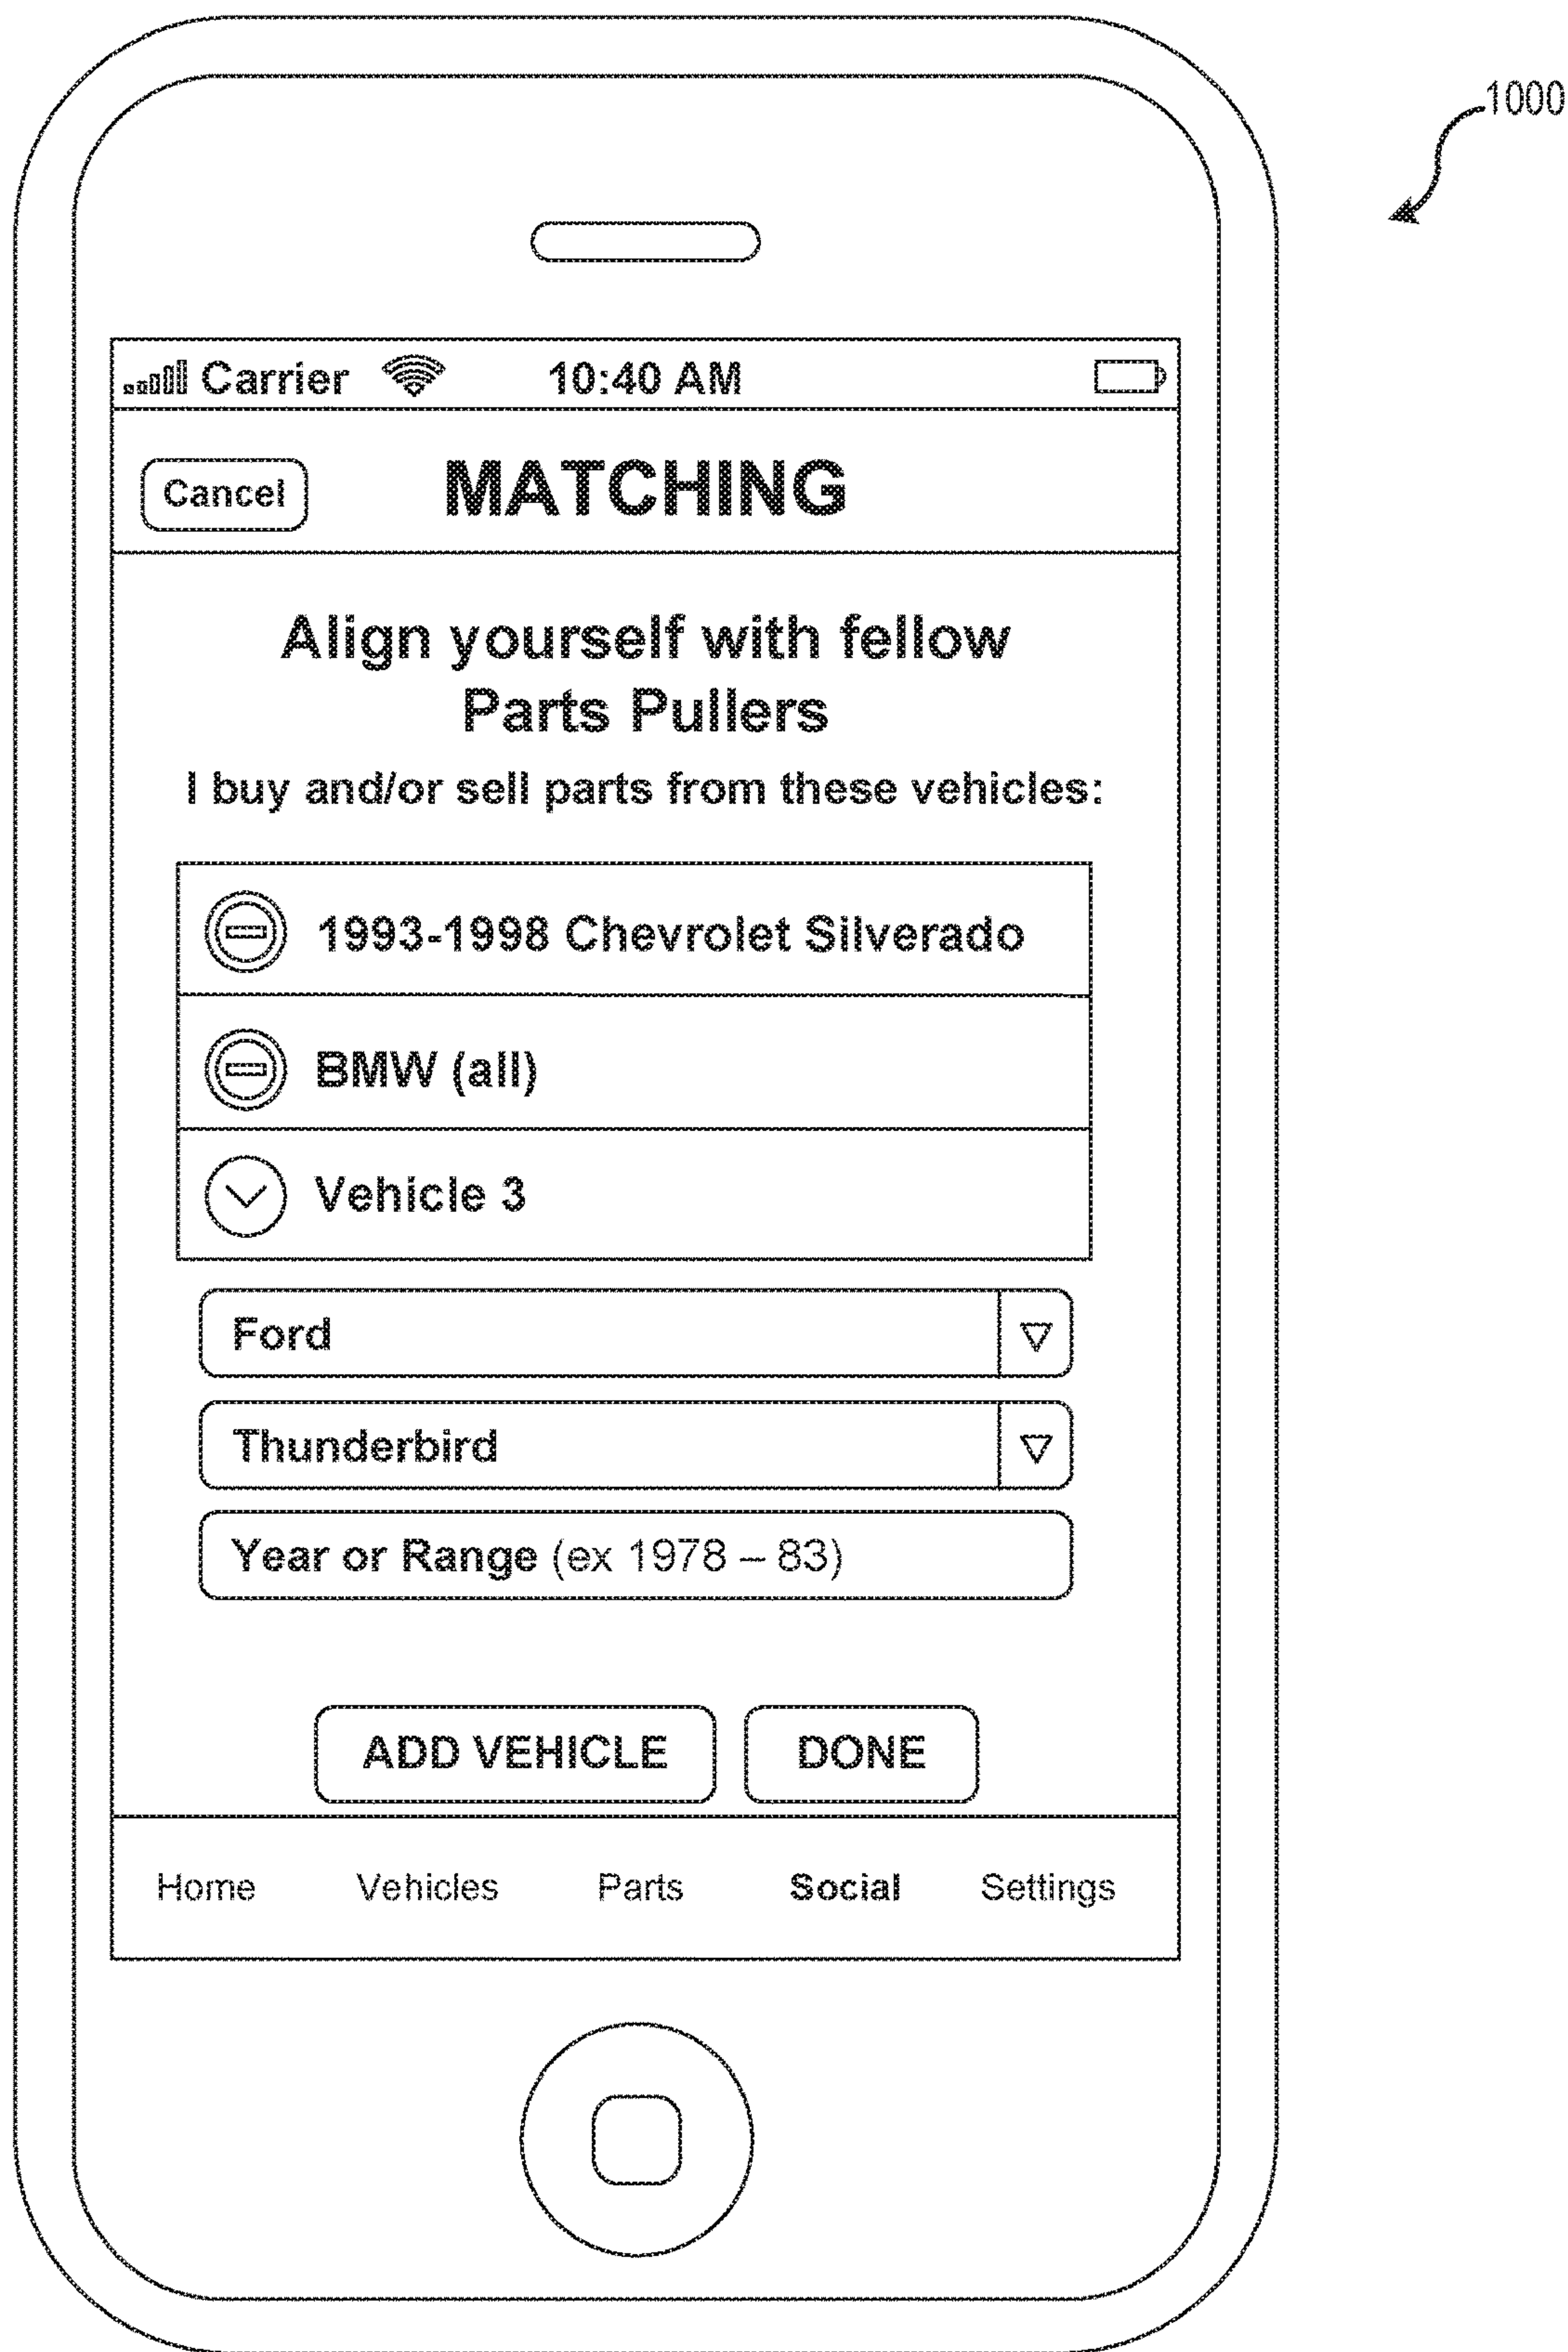 1000
Carrier 10:40 AM
Cancel MATCHING
Align yourself with fellow
Parts Pullers
I buy and/or sell parts from these vehicles:
1993-1998 Chevrolet Silverado
BMW (all)
Vehicle 3
Ford
Thunderbird
Year or Range (ex 1978 – 83)
ADD VEHICLE DONE
Home Vehicles Parts Social Settings